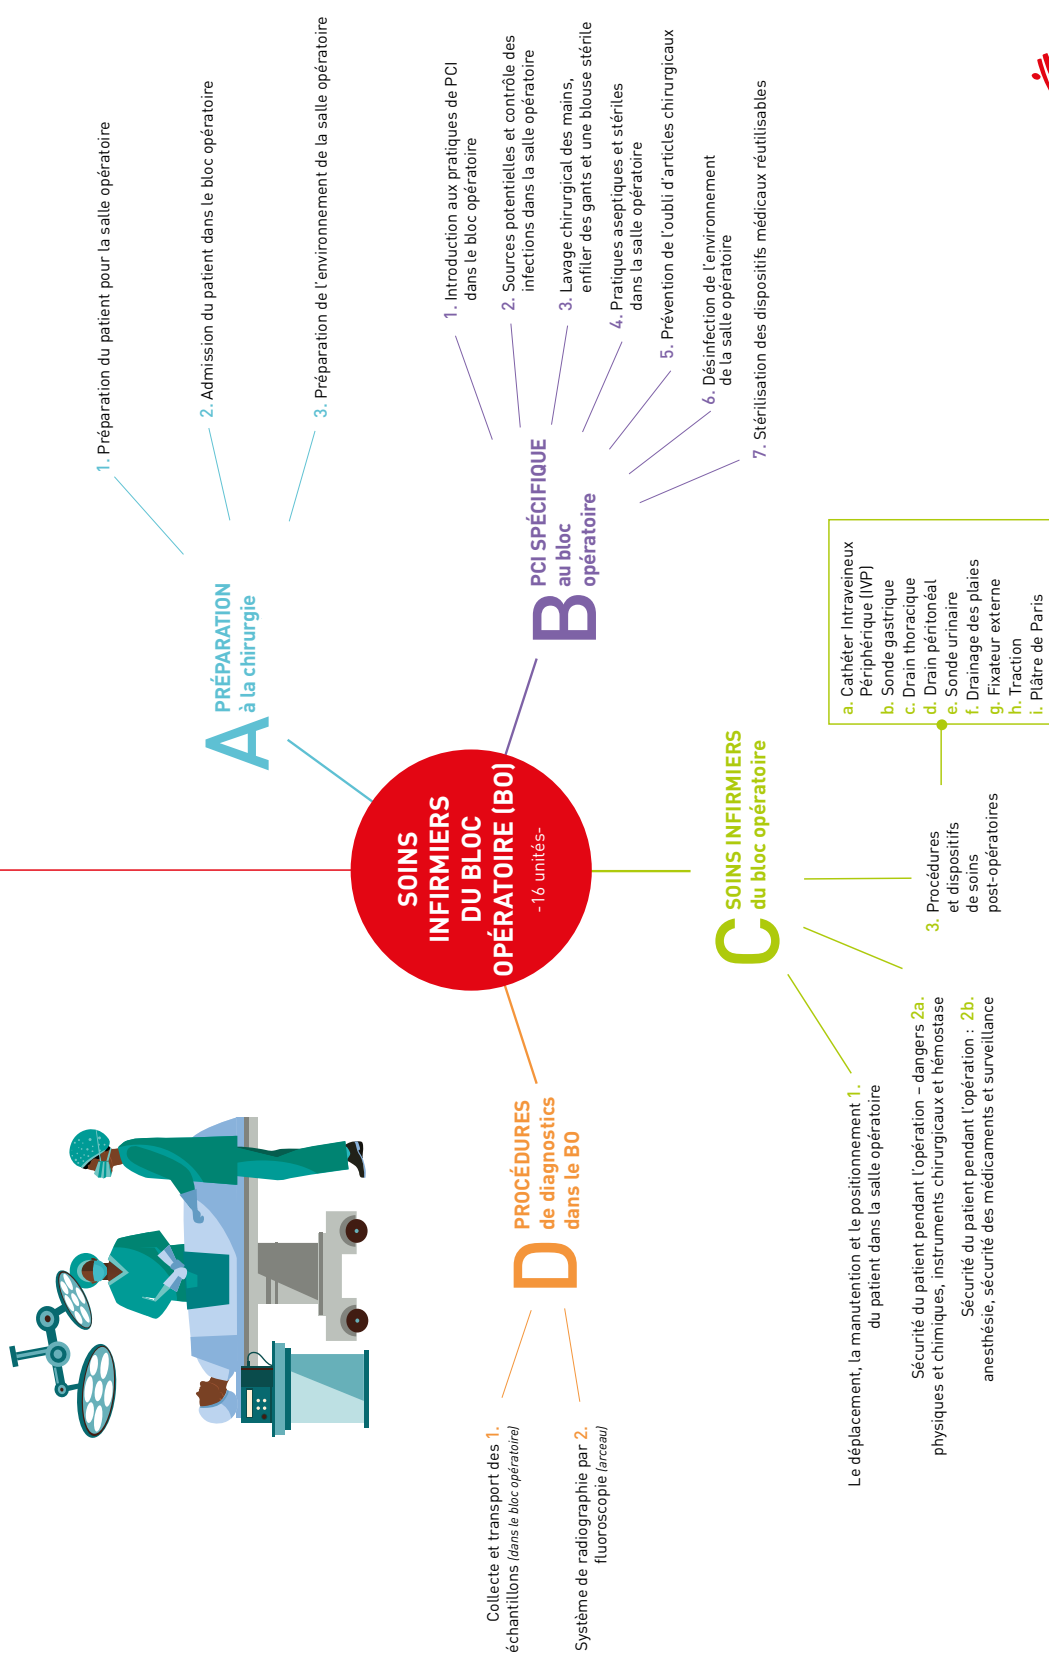 SOINS
INFIRMIERS
DU BLOC
OPÉRATOIRE (BO)
-16 unités-
A
PRÉPARATION
à la chirurgie
1. Préparation du patient pour la salle opératoire
2. Admission du patient dans le bloc opératoire
3. Préparation de l'environnement de la salle opératoire
B
PCI SPÉCIFIQUE
au bloc
opératoire
1. Introduction aux pratiques de PCI
dans le bloc opératoire
2. Sources potentielles et contrôle des
infections dans la salle opératoire
3. Lavage chirurgical des mains,
enfiler des gants et une blouse stérile
4. Pratiques aseptiques et stériles
dans la salle opératoire
5. Prévention de l'oubli d'articles chirurgicaux
6. Désinfection de l'environnement
de la salle opératoire
7. Stérilisation des dispositifs médicaux réutilisables
C
SOINS INFIRMIERS
du bloc opératoire
Le déplacement, la manutention et le positionnement 1.
du patient dans la salle opératoire
Sécurité du patient pendant l'opération – dangers 2a.
physiques et chimiques, instruments chirurgicaux et hémostase
Sécurité du patient pendant l'opération : 2b.
anesthésie, sécurité des médicaments et surveillance
3. Procédures
et dispositifs
de soins
post-opératoires
a. Cathéter Intraveineux
Périphérique (IVP)
b. Sonde gastrique
c. Drain thoracique
d. Drain péritonéal
e. Sonde urinaire
f. Drainage des plaies
g. Fixateur externe
h. Traction
i. Plâtre de Paris
D
PROCÉDURES
de diagnostics
dans le BO
Collecte et transport des 1.
échantillons (dans le bloc opératoire)
Système de radiographie par 2.
fluoroscopie (arceau)